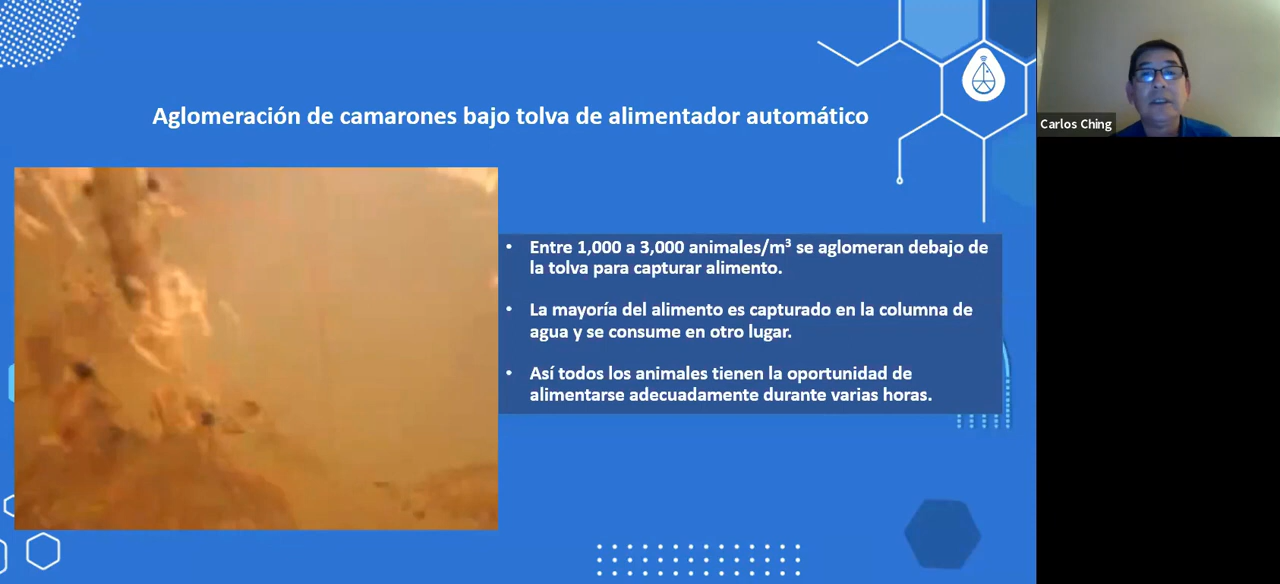 Aglomeración de camarones bajo tolva de alimentador automático
• Entre 1,000 a 3,000 animales/m³ se aglomeran debajo de
la tolva para capturar alimento.
• La mayoría del alimento es capturado en la columna de
agua y se consume en otro lugar.
• Así todos los animales tienen la oportunidad de
alimentarse adecuadamente durante varias horas.
Carlos Ching